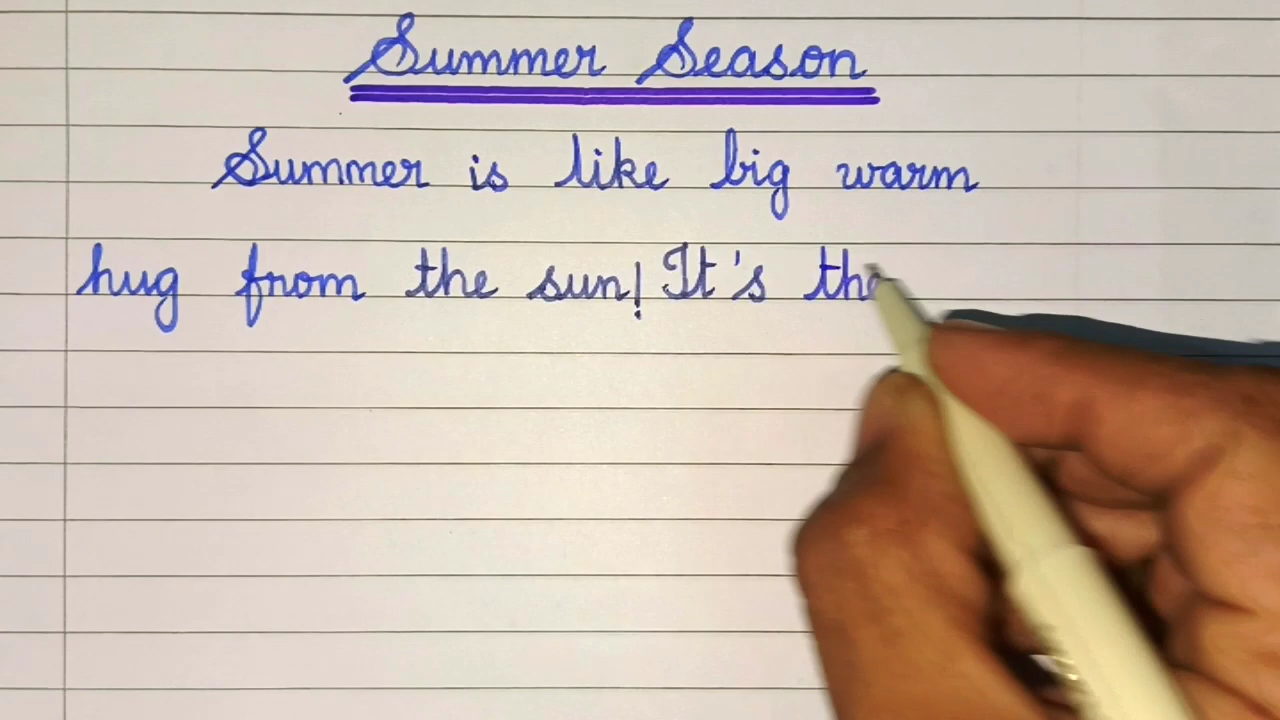 Summer Season
Summer is like big warm
hug from the sun! It's the